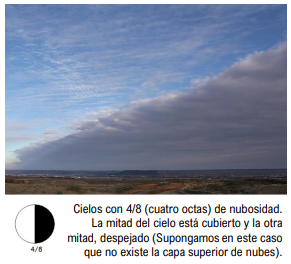 Cielos con 4/8 (cuatro octas) de nubosidad.
La mitad del cielo está cubierto y la otra
mitad, despejado (Supongamos en este caso
que no existe la capa superior de nubes).
4/8